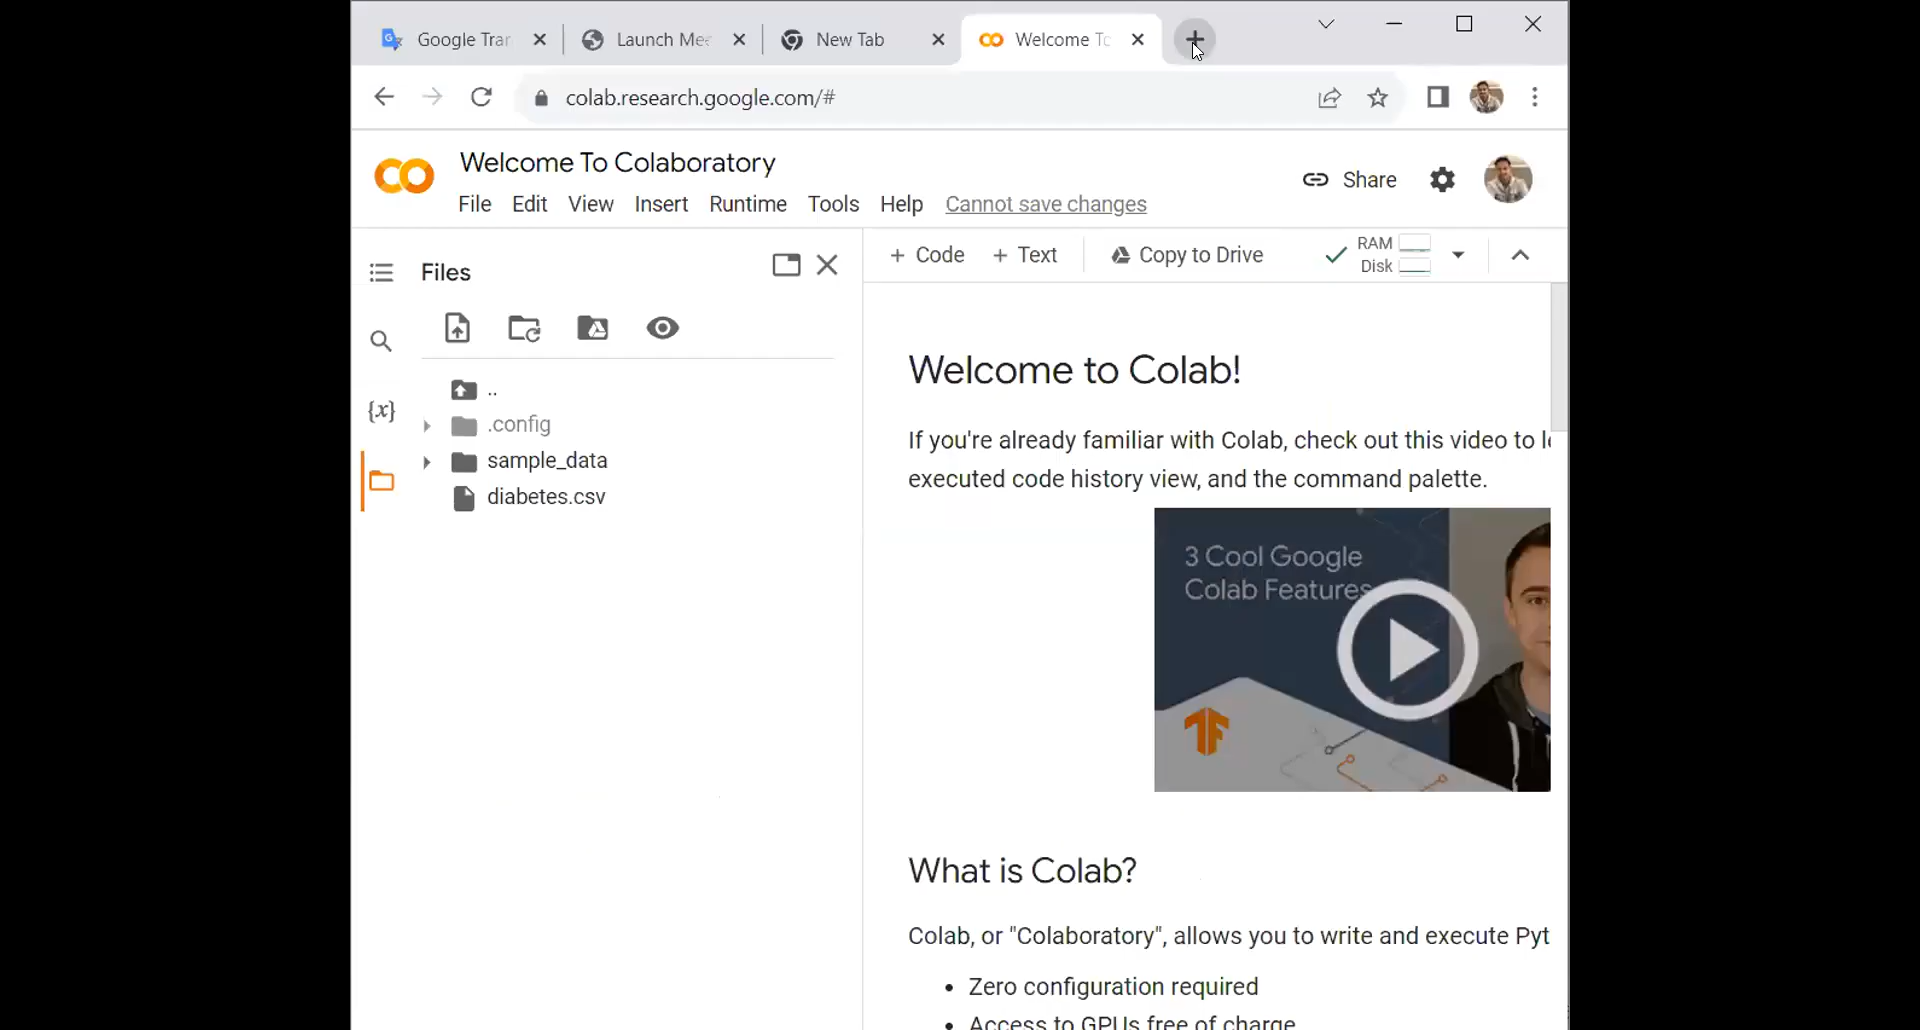 Google Tra
Launch Me
New Tab
Welcome To
colab.research.google.com/#
Welcome To Colaboratory
File Edit View Insert Runtime Tools Help Cannot save changes
Share
Files
+ Code + Text Copy to Drive
RAM
Disk
..
.config
sample_data
diabetes.csv
{x}
Welcome to Colab!
If you're already familiar with Colab, check out this video to
executed code history view, and the command palette.
3 Cool Google
Colab Features
What is Colab?
Colab, or "Colaboratory", allows you to write and execute Pyt
• Zero configuration required
• Access to GPUs free of charge